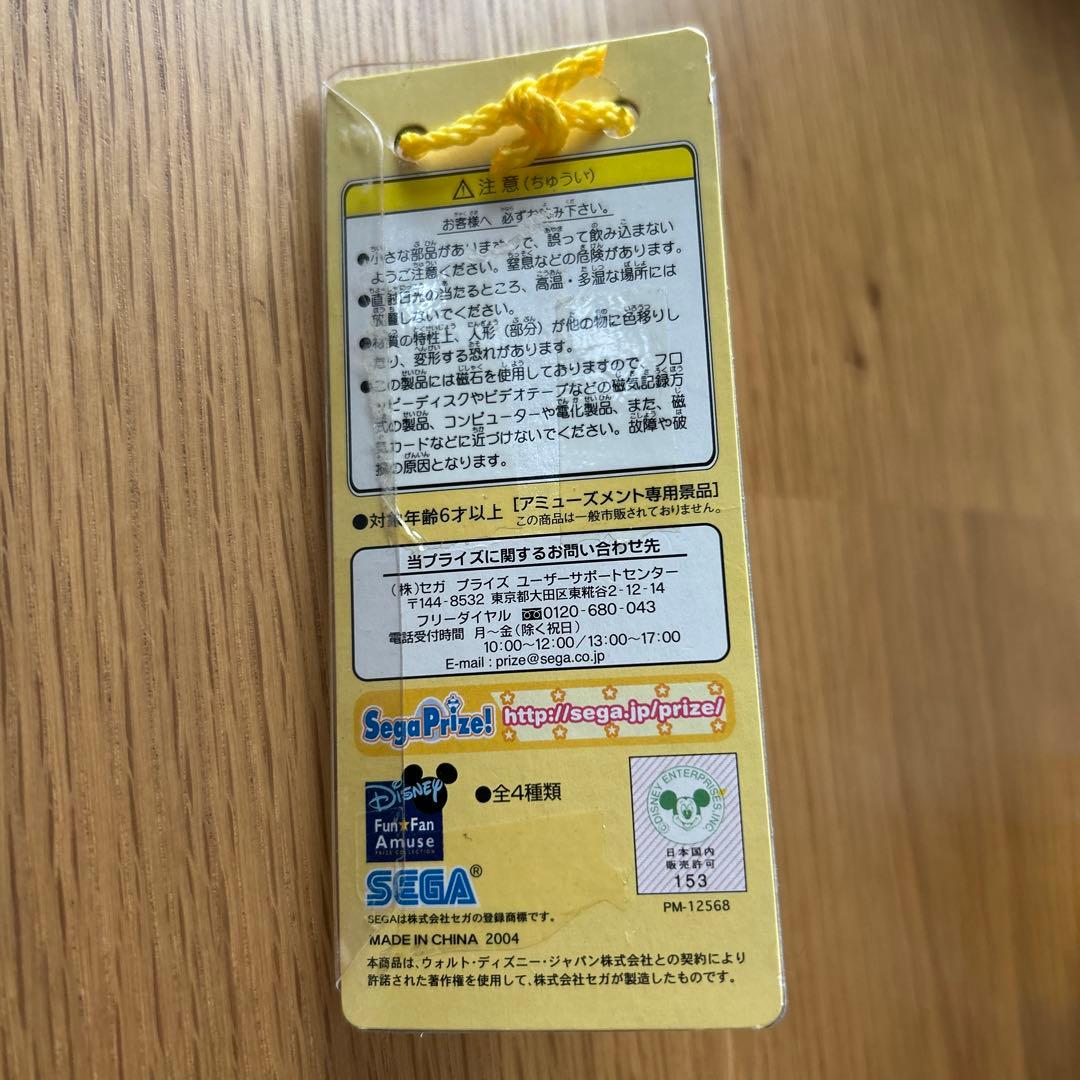 注意(ちゅうい)
お客様へ 必ずお み下さい。
小さな部品がありま で、誤って飲み込まない
ようご注意ください。窒息などの危険があります。
直射日光の当たるところ、高温・多湿な場所には
放置しないでください。
材質の特性上、人形(部分)が他の物に色移りし
たり、変形する恐れがあります。
この製品には磁石を使用しておりますので、フロ
ッピーディスクやビデオテープなどの磁気記録方
式の製品、コンピューターや電化製品、また、磁
気カードなどに近づけないでください。故障や破
損の原因となります。
●対象年齢6才以上 [アミューズメント専用景品]
この商品は一般市販されておりません。
当プライズに関するお問い合わせ先
(株)セガ プライズ ユーザーサポートセンター
〒144-8532 東京都大田区東糀谷2-12-14
フリーダイヤル 0120-680-043
電話受付時間 月〜金(除く祝日)
10:00〜12:00/13:00〜17:00
E-mail : prize@sega.co.jp
SegaPrize! http://sega.jp/prize/
DISNEY
Fun★Fan
Amuse
PRIZE COLLECTION
●全4種類
©DISNEY ENTERPRISES INC.
日本国内
販売許可
153
PM-12568
SEGA®
SEGAは株式会社セガの登録商標です。
MADE IN CHINA 2004
本商品は、ウォルト・ディズニー・ジャパン株式会社との契約により
許諾された著作権を使用して、株式会社セガが製造したものです。